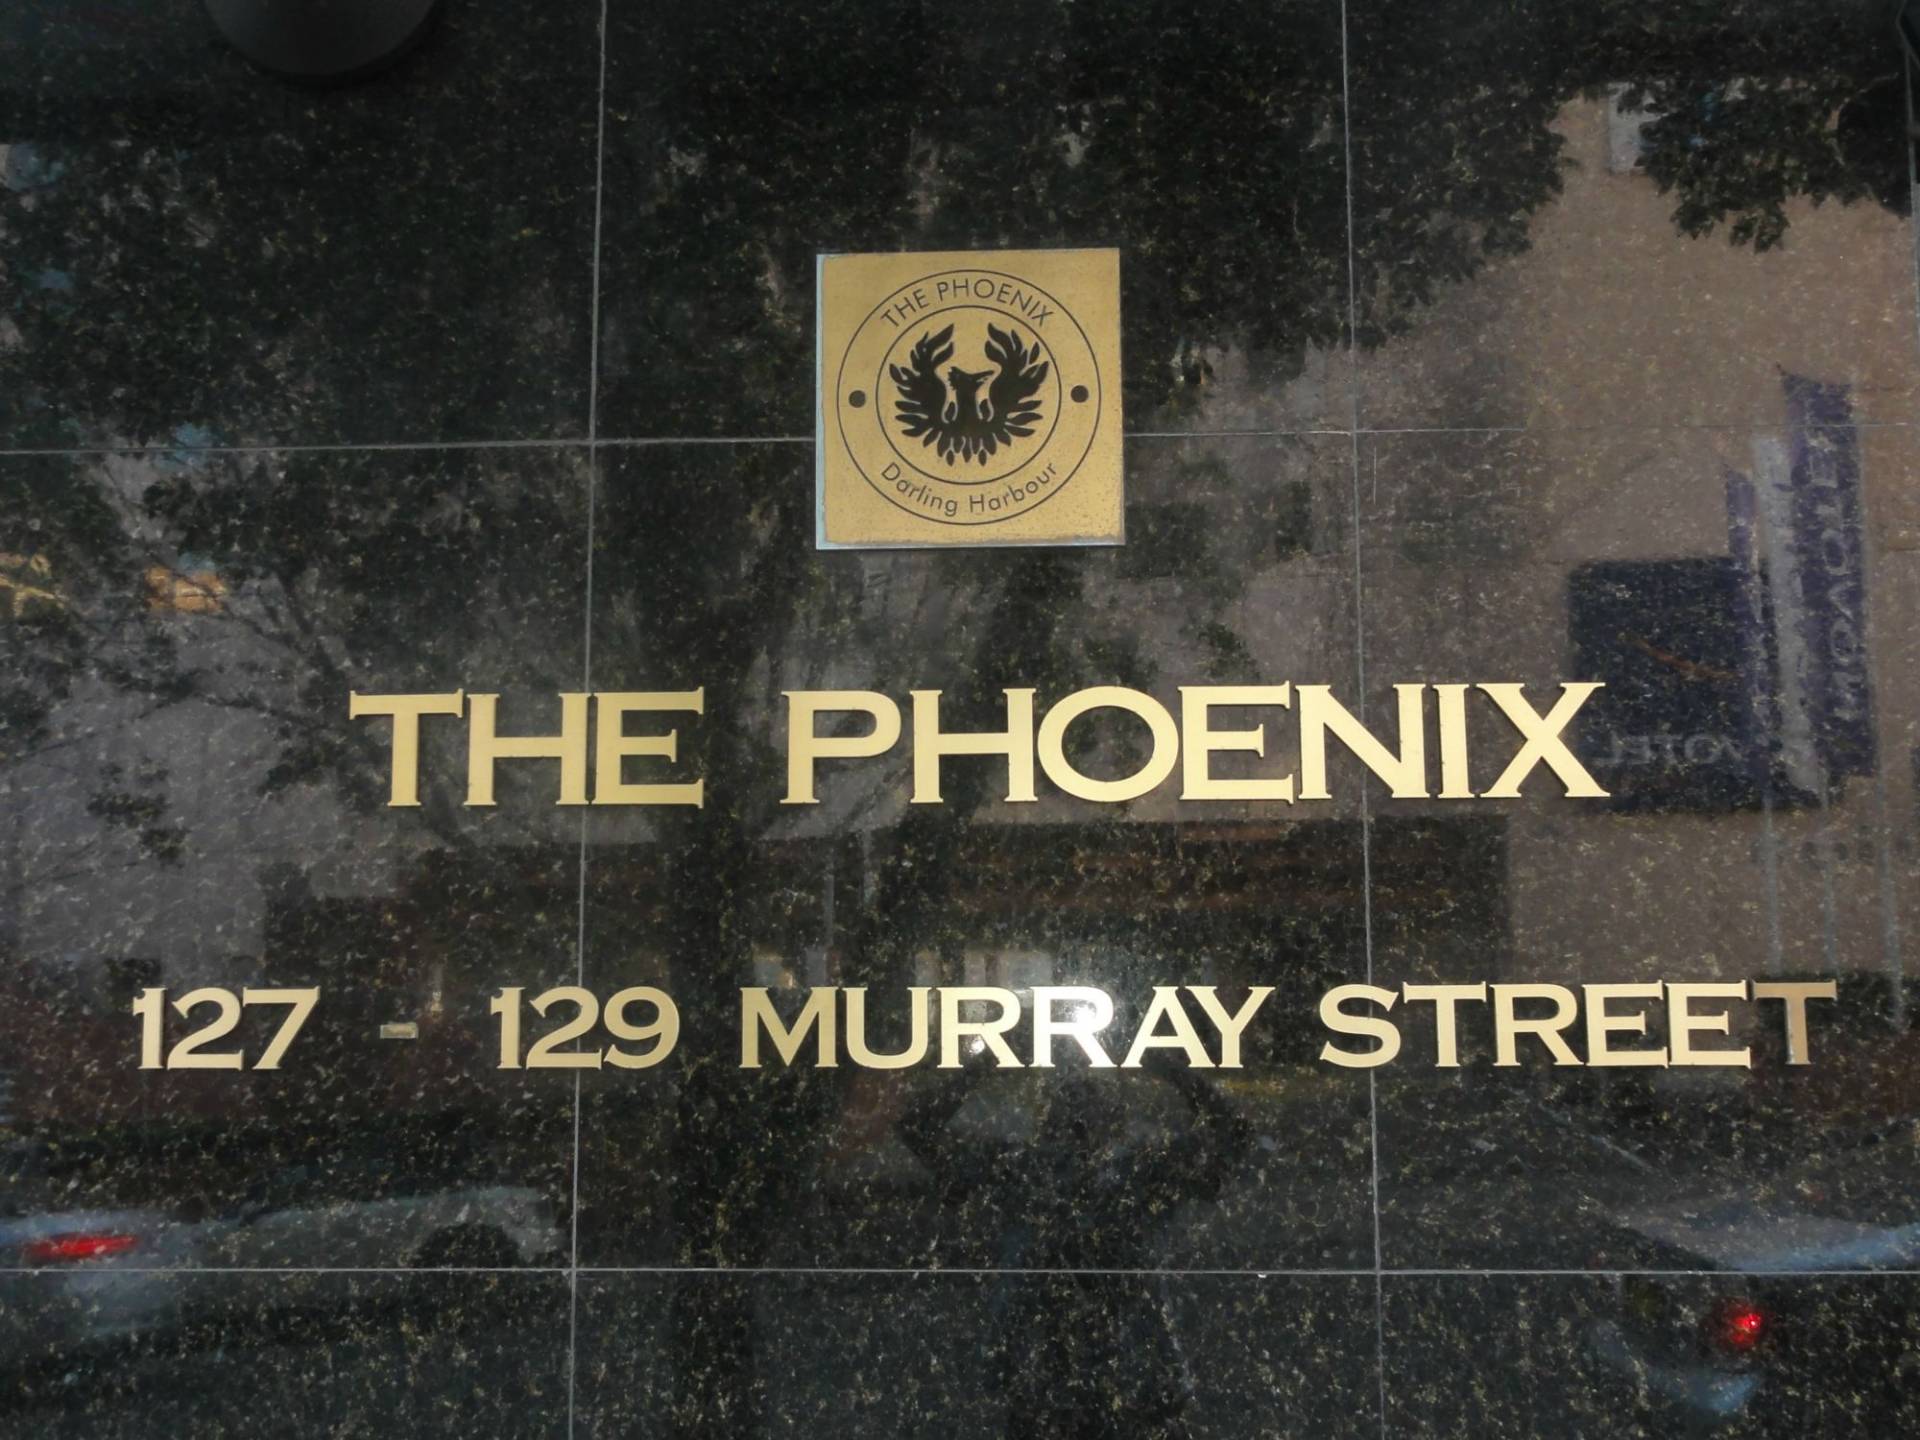 THE PHOENIX
Darling Harbour
THE PHOENIX
127 - 129 MURRAY STREET